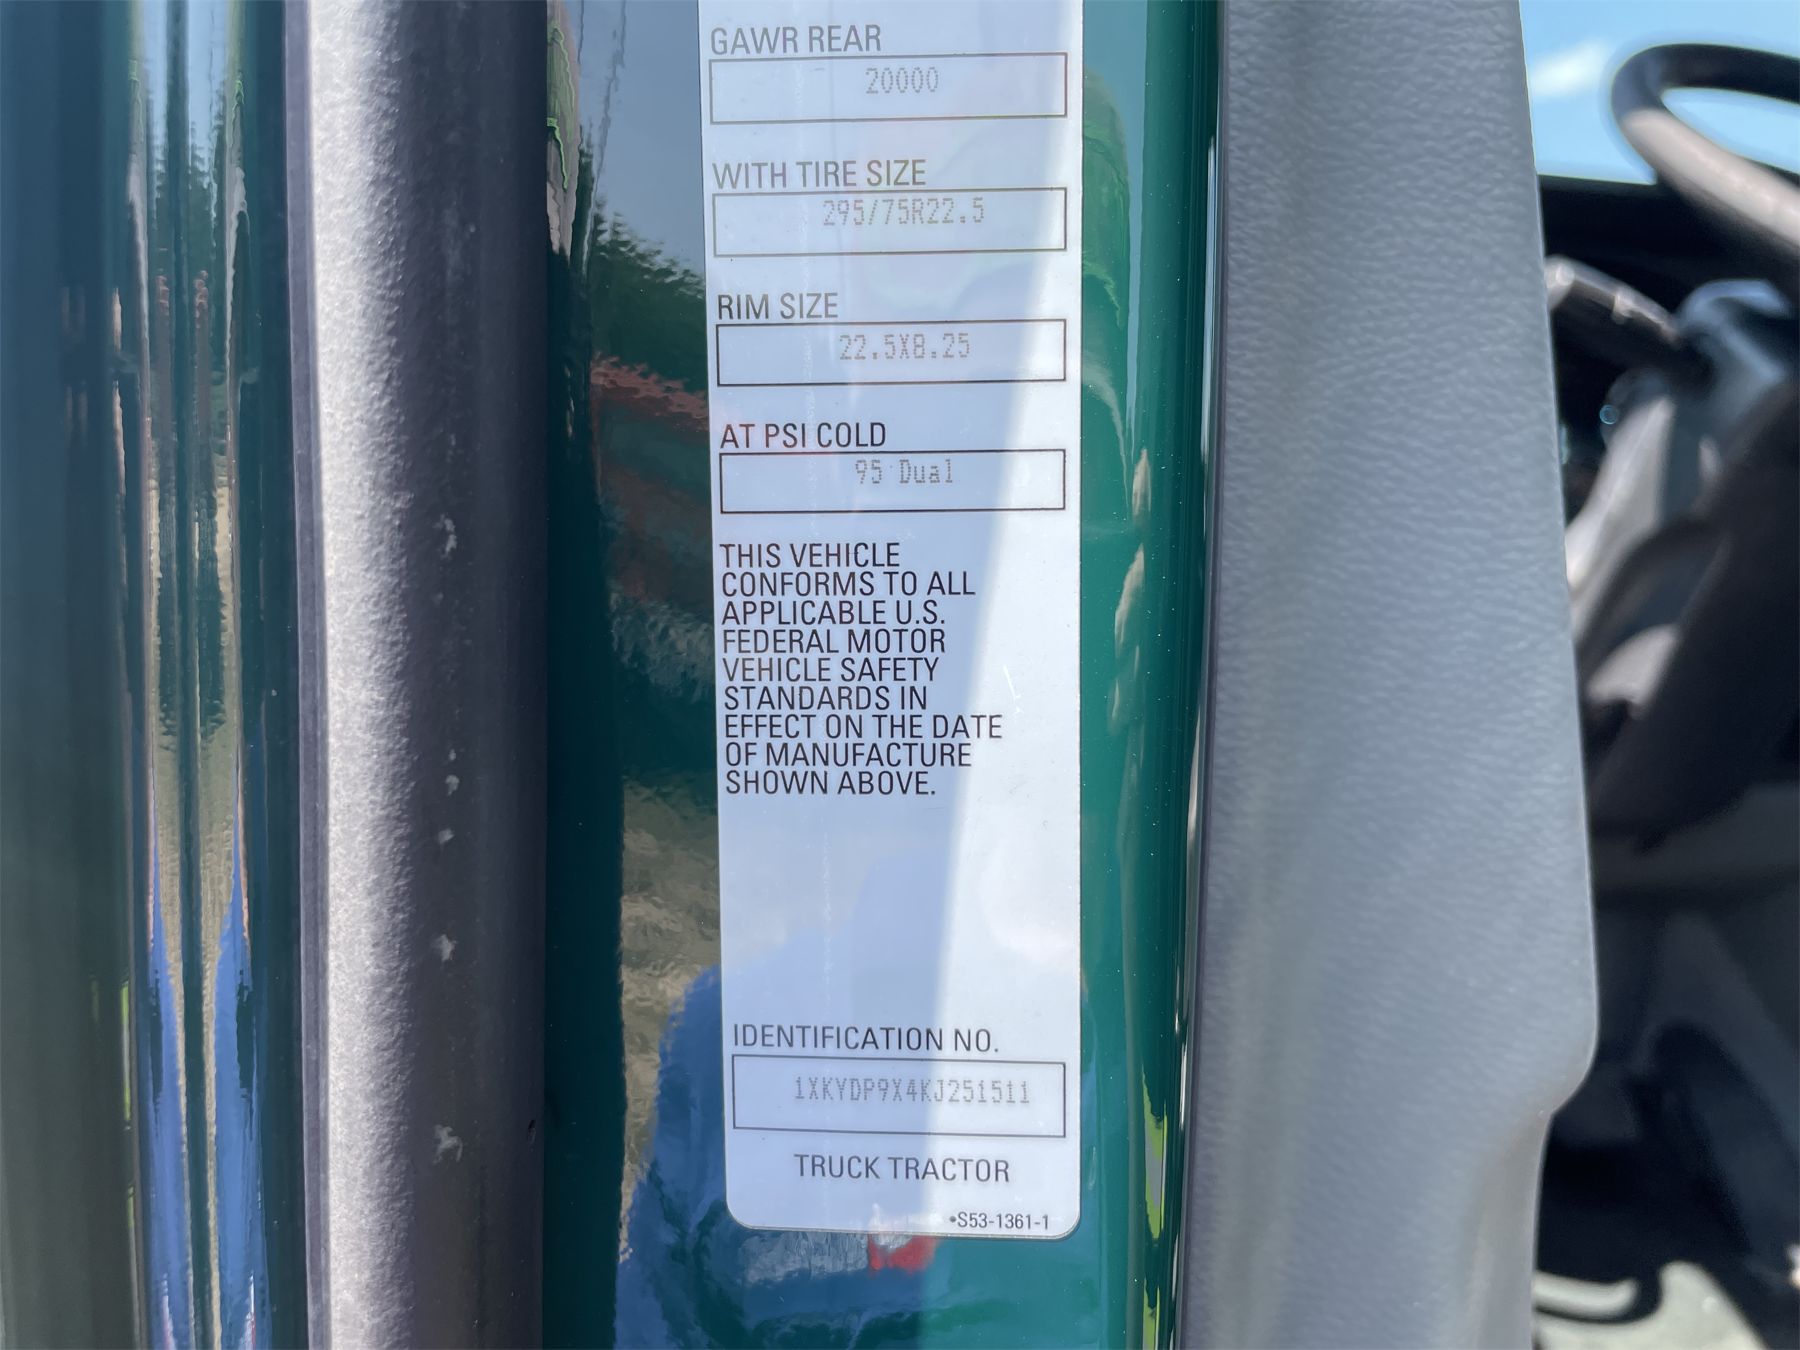 GAWR REAR
20000
WITH TIRE SIZE
295/75R22.5
RIM SIZE
22.5X8.25
AT PSI COLD
95 Dual
THIS VEHICLE
CONFORMS TO ALL
APPLICABLE U.S.
FEDERAL MOTOR
VEHICLE SAFETY
STANDARDS IN
EFFECT ON THE DATE
OF MANUFACTURE
SHOWN ABOVE.
IDENTIFICATION NO.
1XKYDP9X4KJ251511
TRUCK TRACTOR
•S53-1361-1